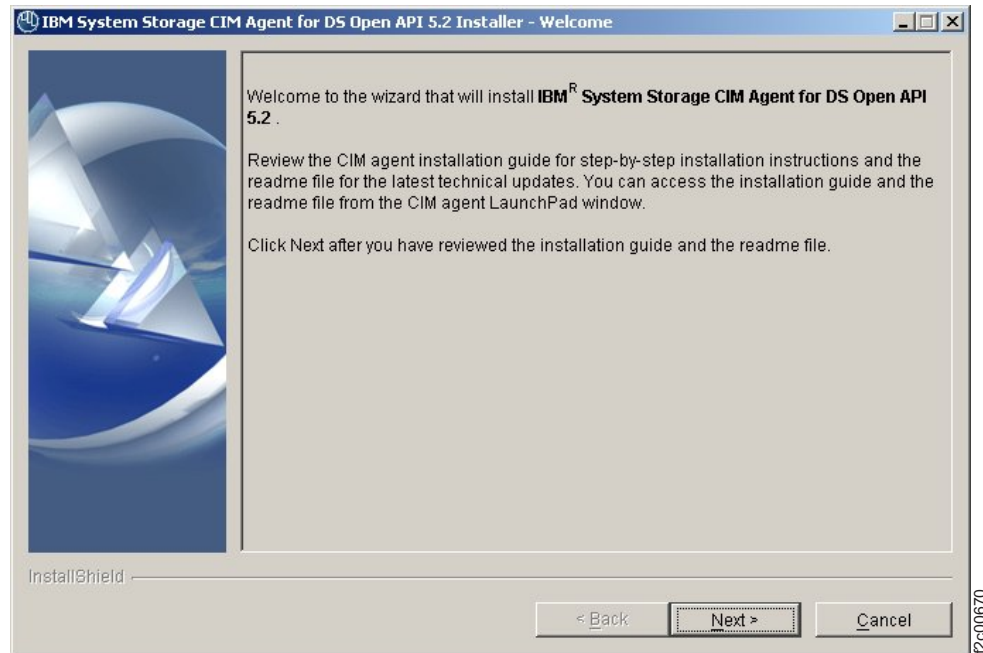 IBM System Storage CIM Agent for DS Open API 5.2 Installer - Welcome
Welcome to the wizard that will install IBM^R System Storage CIM Agent for DS Open API
5.2 .
Review the CIM agent installation guide for step-by-step installation instructions and the
readme file for the latest technical updates. You can access the installation guide and the
readme file from the CIM agent LaunchPad window.
Click Next after you have reviewed the installation guide and the readme file.
InstallShield
< Back
Next >
Cancel
f2c00670